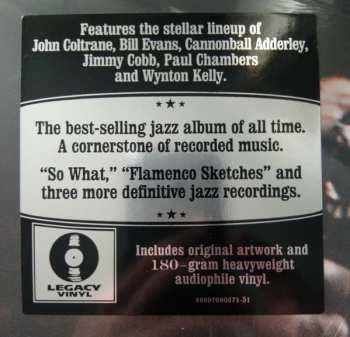 Features the stellar lineup of
John Coltrane, Bill Evans, Cannonball Adderley,
Jimmy Cobb, Paul Chambers
and Wynton Kelly.
The best-selling jazz album of all time.
A cornerstone of recorded music.
“So What,” “Flamenco Sketches” and
three more definitive jazz recordings.
LEGACY
VINYL
Includes original artwork and
180-gram heavyweight
audiophile vinyl.